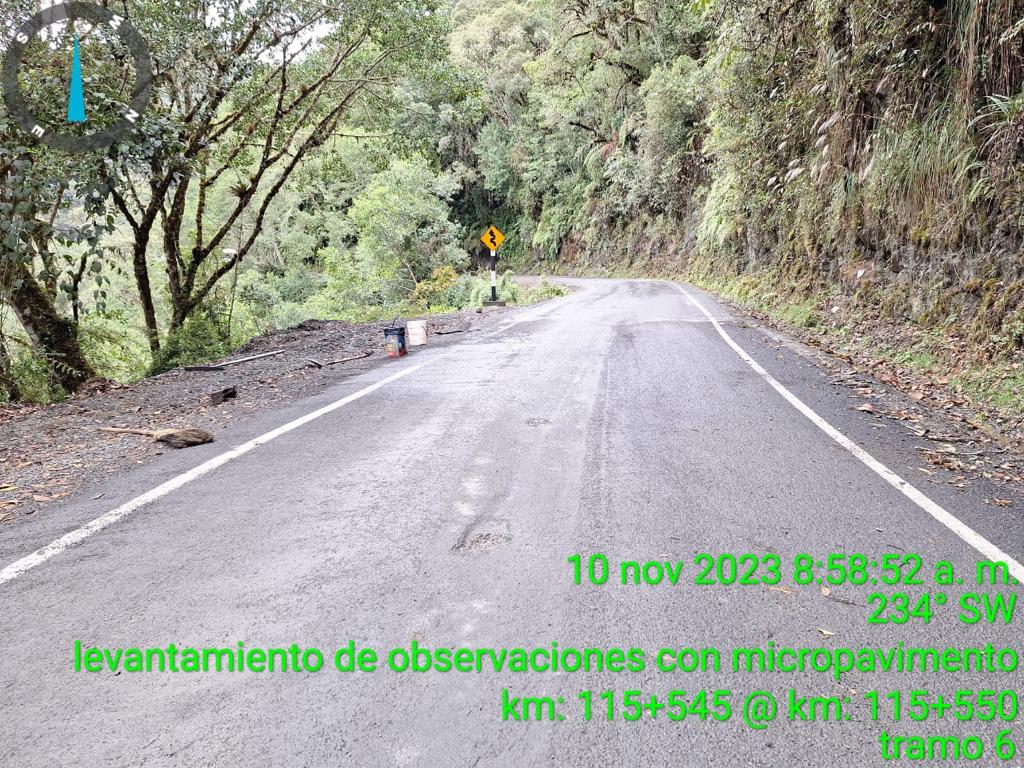 S
N
E
10 nov 2023 8:58:52 a. m.
234° SW
levantamiento de observaciones con micropavimento
km: 115+545 @ km: 115+550
tramo 6